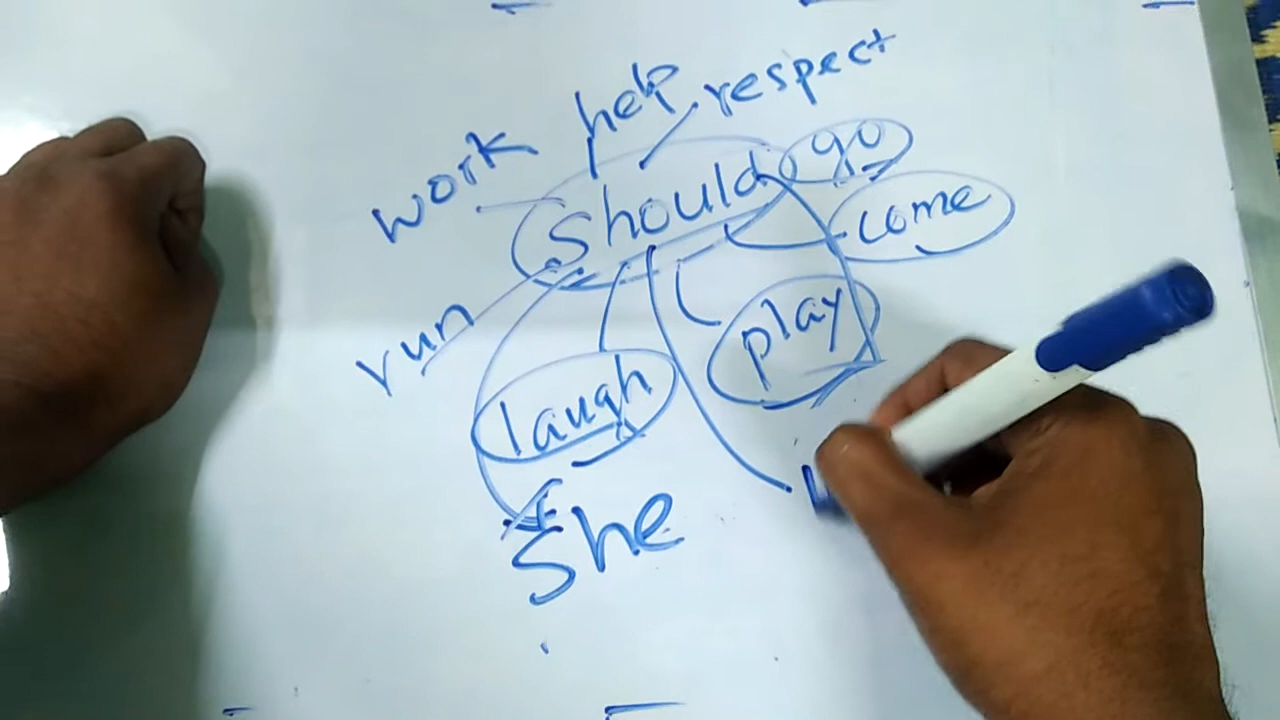 work help respect
should go
come
run
play
laugh
She